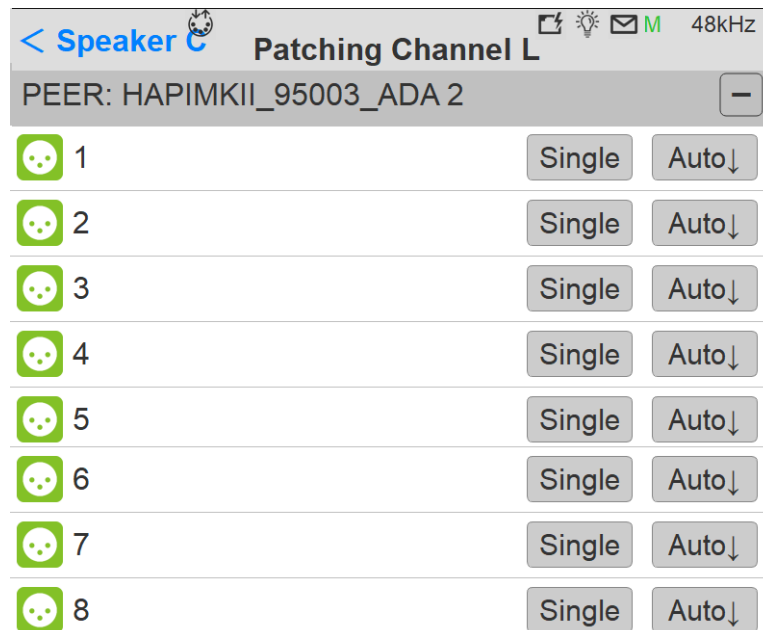 < Speaker C Patching Channel L M 48kHz
PEER: HAPIMKII_95003_ADA 2 −
1 Single Auto↓
2 Single Auto↓
3 Single Auto↓
4 Single Auto↓
5 Single Auto↓
6 Single Auto↓
7 Single Auto↓
8 Single Auto↓